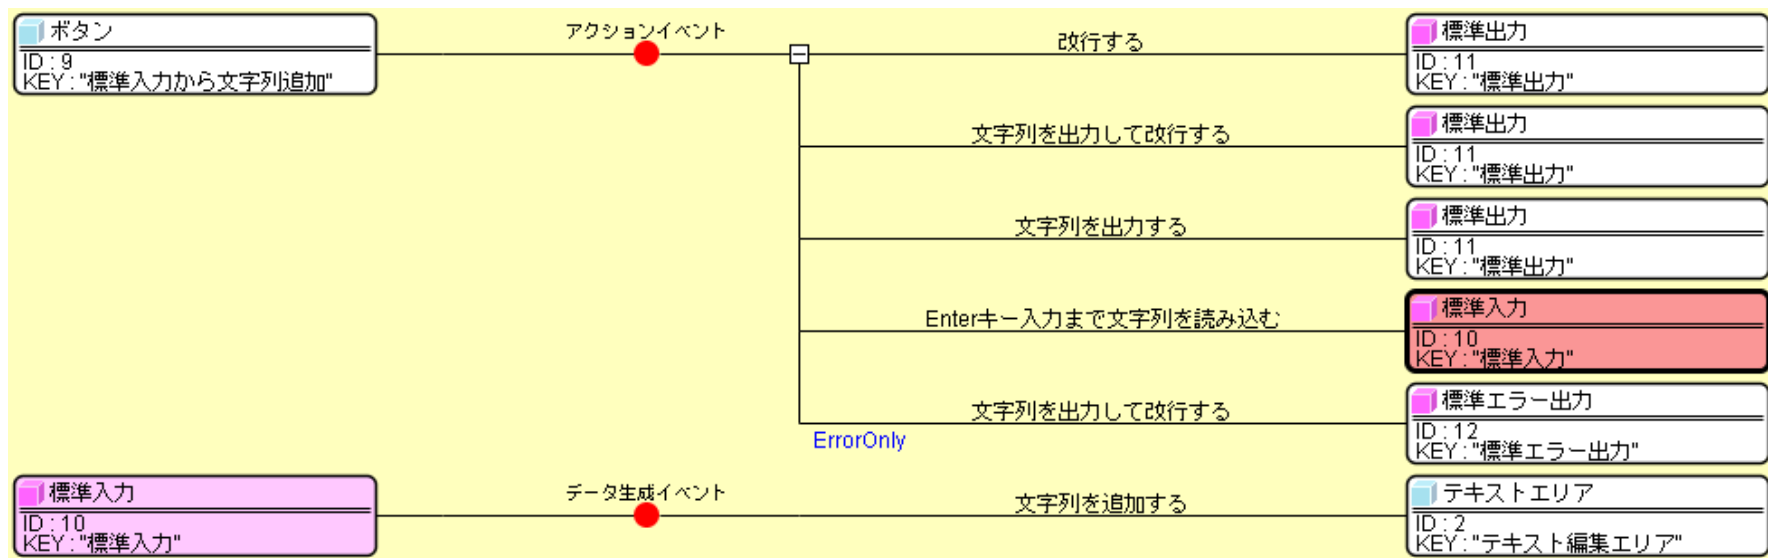 ボタン
ID : 9
KEY : "標準入力から文字列追加"
アクションイベント
改行する
標準出力
ID : 11
KEY : "標準出力"
文字列を出力して改行する
標準出力
ID : 11
KEY : "標準出力"
文字列を出力する
標準出力
ID : 11
KEY : "標準出力"
Enterキー入力まで文字列を読み込む
標準入力
ID : 10
KEY : "標準入力"
文字列を出力して改行する
ErrorOnly
標準エラー出力
ID : 12
KEY : "標準エラー出力"
標準入力
ID : 10
KEY : "標準入力"
データ生成イベント
文字列を追加する
テキストエリア
ID : 2
KEY : "テキスト編集エリア"